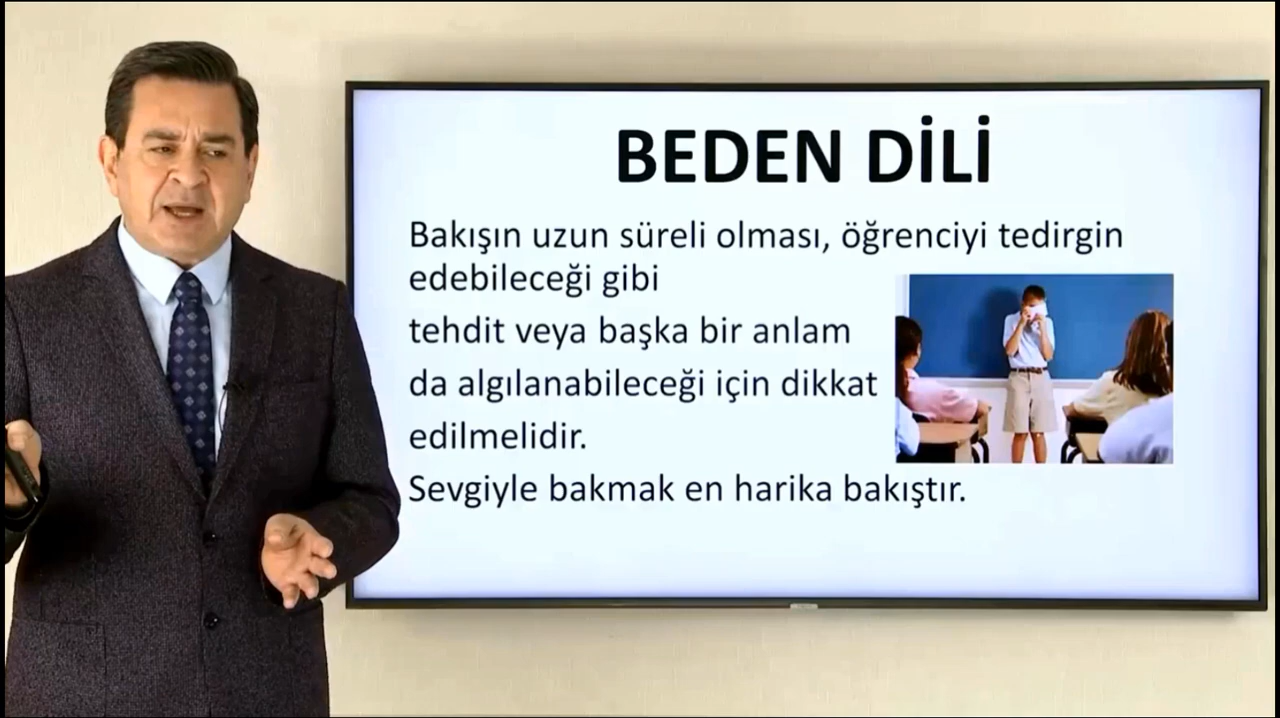 BEDEN DİLİ
Bakışın uzun süreli olması, öğrenciyi tedirgin
edebileceği gibi
tehdit veya başka bir anlam
da algılanabileceği için dikkat
edilmelidir.
Sevgiyle bakmak en harika bakıştır.